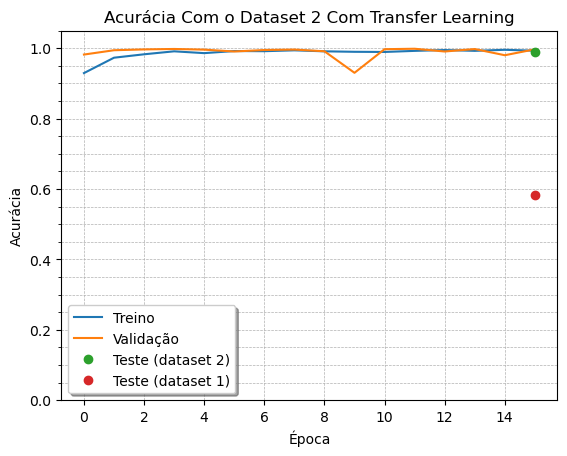 Acurácia Com o Dataset 2 Com Transfer Learning
1.0
0.8
0.6
0.4
0.2
0.0
Acurácia
Treino
Validação
Teste (dataset 2)
Teste (dataset 1)
0 2 4 6 8 10 12 14
Época